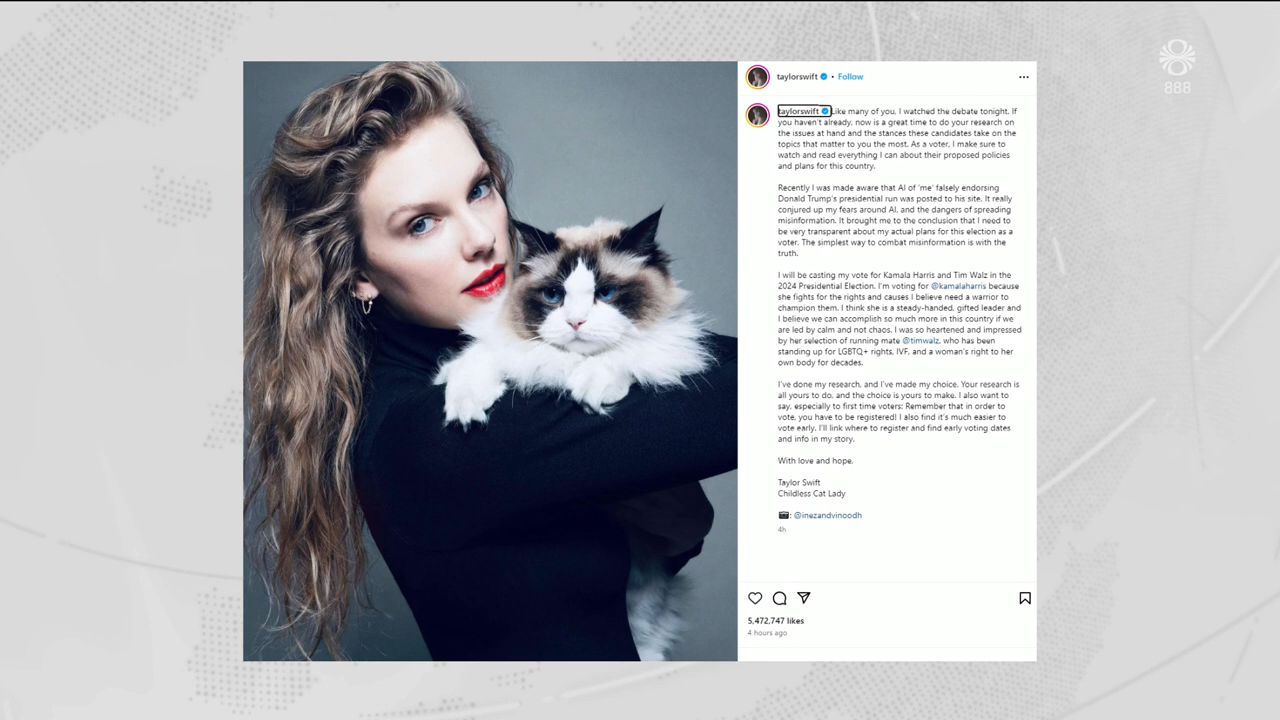 888
taylorswift • Follow
taylorswift Like many of you, I watched the debate tonight. If
you haven't already, now is a great time to do your research on
the issues at hand and the stances these candidates take on the
topics that matter to you the most. As a voter, I make sure to
watch and read everything I can about their proposed policies
and plans for this country.
Recently I was made aware that AI of 'me' falsely endorsing
Donald Trump's presidential run was posted to his site. It really
conjured up my fears around AI, and the dangers of spreading
misinformation. It brought me to the conclusion that I need to
be very transparent about my actual plans for this election as a
voter. The simplest way to combat misinformation is with the
truth.
I will be casting my vote for Kamala Harris and Tim Walz in the
2024 Presidential Election. I'm voting for @kamalaharris because
she fights for the rights and causes I believe need a warrior to
champion them. I think she is a steady-handed, gifted leader and
I believe we can accomplish so much more in this country if we
are led by calm and not chaos. I was so heartened and impressed
by her selection of running mate @timwalz, who has been
standing up for LGBTQ+ rights, IVF, and a woman's right to her
own body for decades.
I've done my research, and I've made my choice. Your research is
all yours to do, and the choice is yours to make. I also want to
say, especially to first time voters: Remember that in order to
vote, you have to be registered! I also find it's much easier to
vote early. I'll link where to register and find early voting dates
and info in my story.
With love and hope,
Taylor Swift
Childless Cat Lady
: @inezandvinoodh
4h
5,472,747 likes
4 hours ago